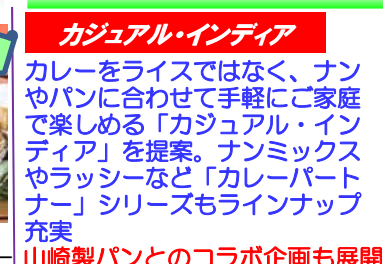 カジュアル・インディア
カレーをライスではなく、ナン
やパンに合わせて手軽にご家庭
で楽しめる「カジュアル・イン
ディア」を提案。ナンミックス
やラッシーなど「カレーパート
ナー」シリーズもラインナップ
充実
山崎製パンとのコラボ企画も展開